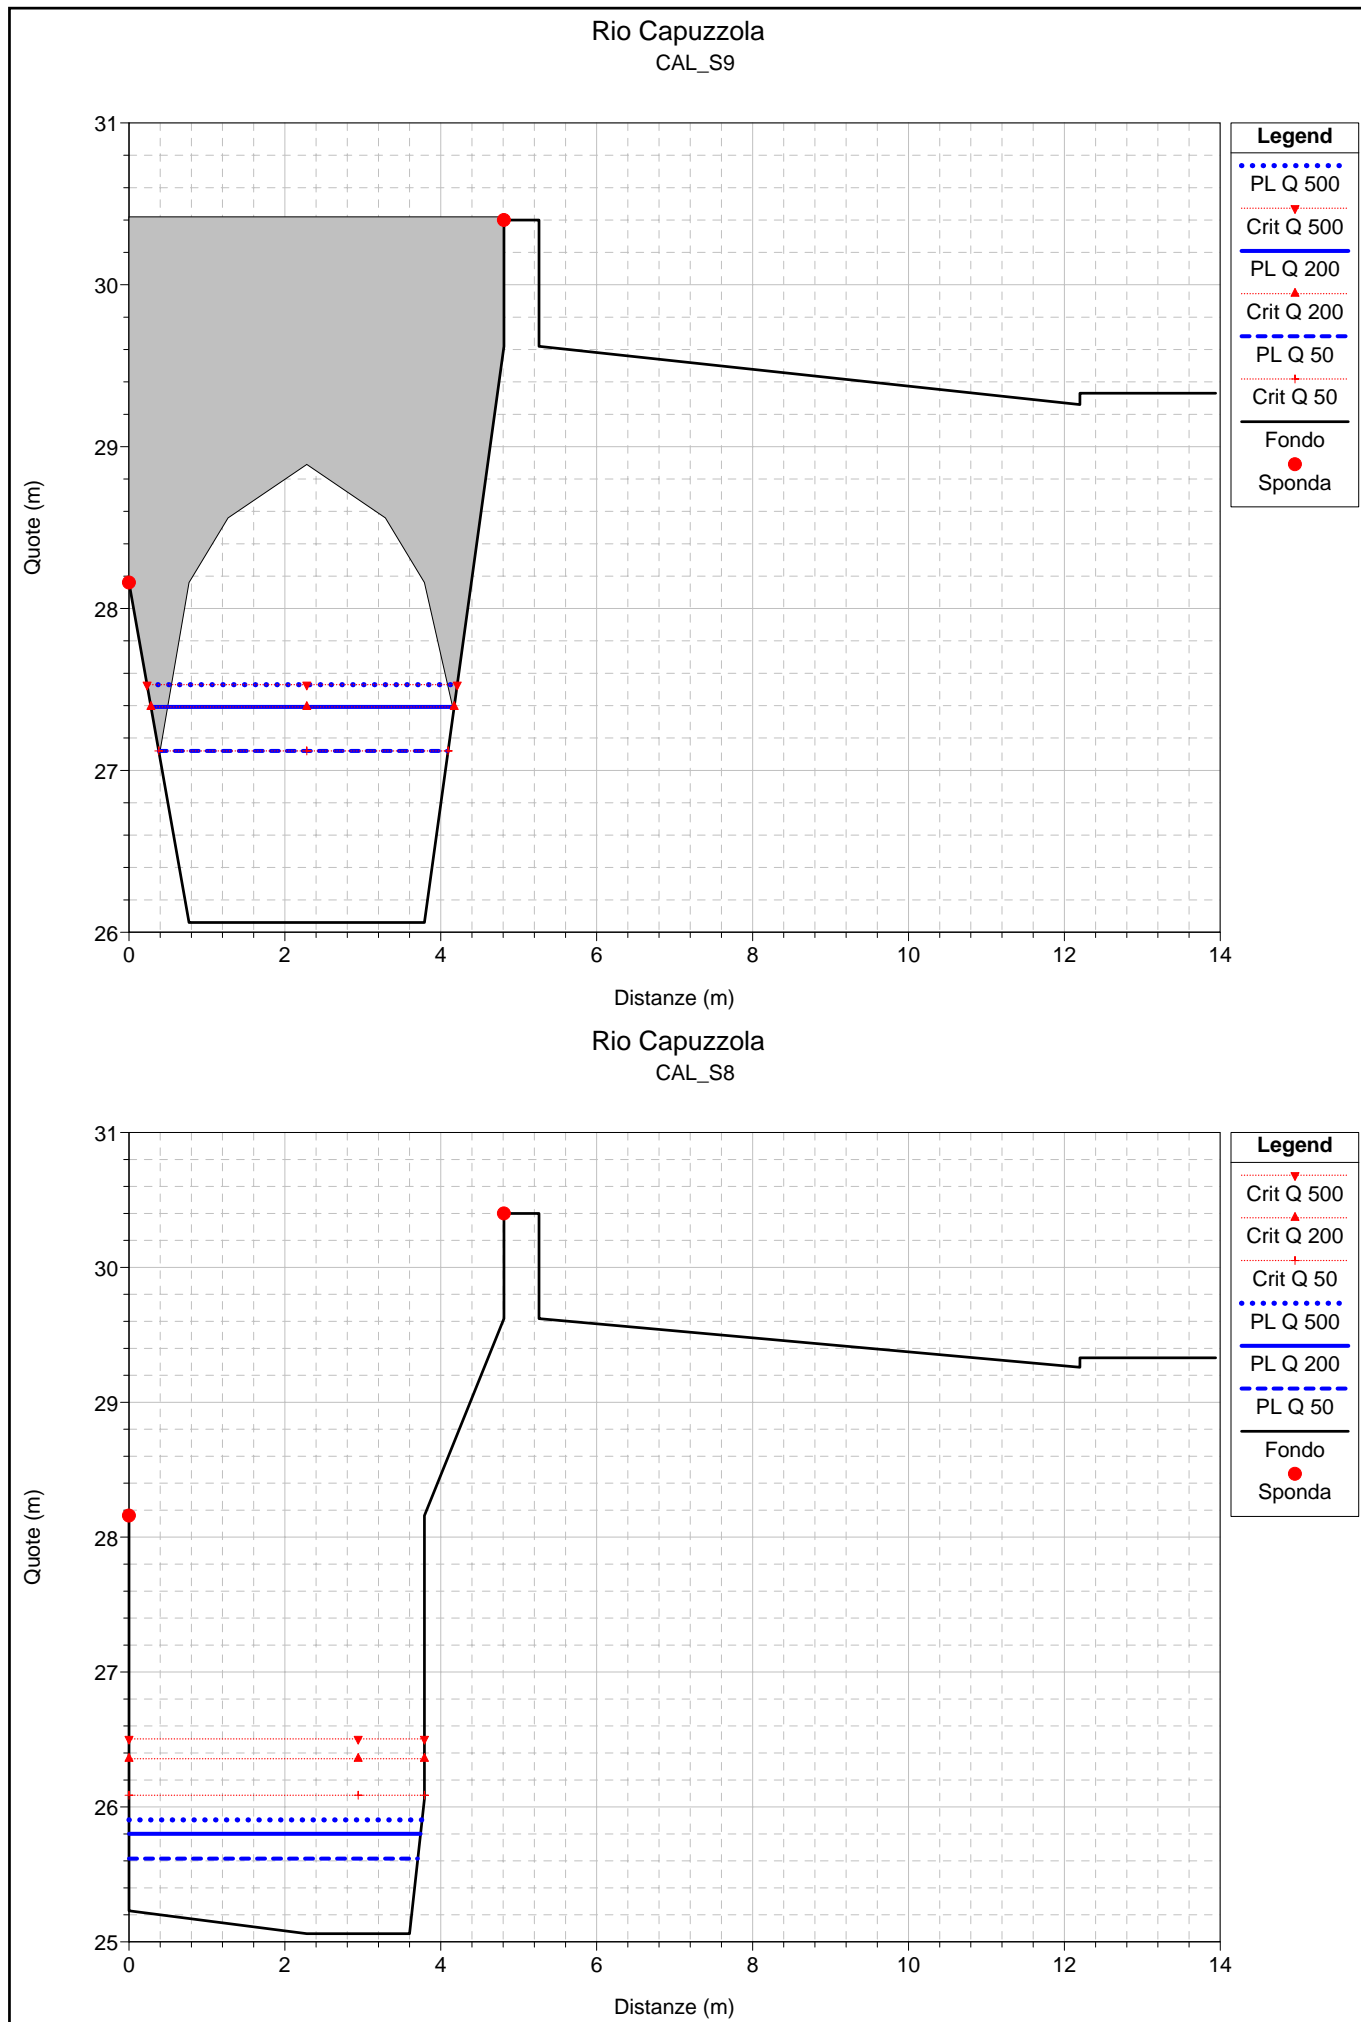 Rio Capuzzola
CAL_S9
31
30
29
28
27
26
Quote (m)
0 2 4 6 8 10 12 14
Distanze (m)
Legend
PL Q 500
Crit Q 500
PL Q 200
Crit Q 200
PL Q 50
Crit Q 50
Fondo
Sponda
Rio Capuzzola
CAL_S8
31
30
29
28
27
26
25
Quote (m)
0 2 4 6 8 10 12 14
Distanze (m)
Legend
Crit Q 500
Crit Q 200
Crit Q 50
PL Q 500
PL Q 200
PL Q 50
Fondo
Sponda